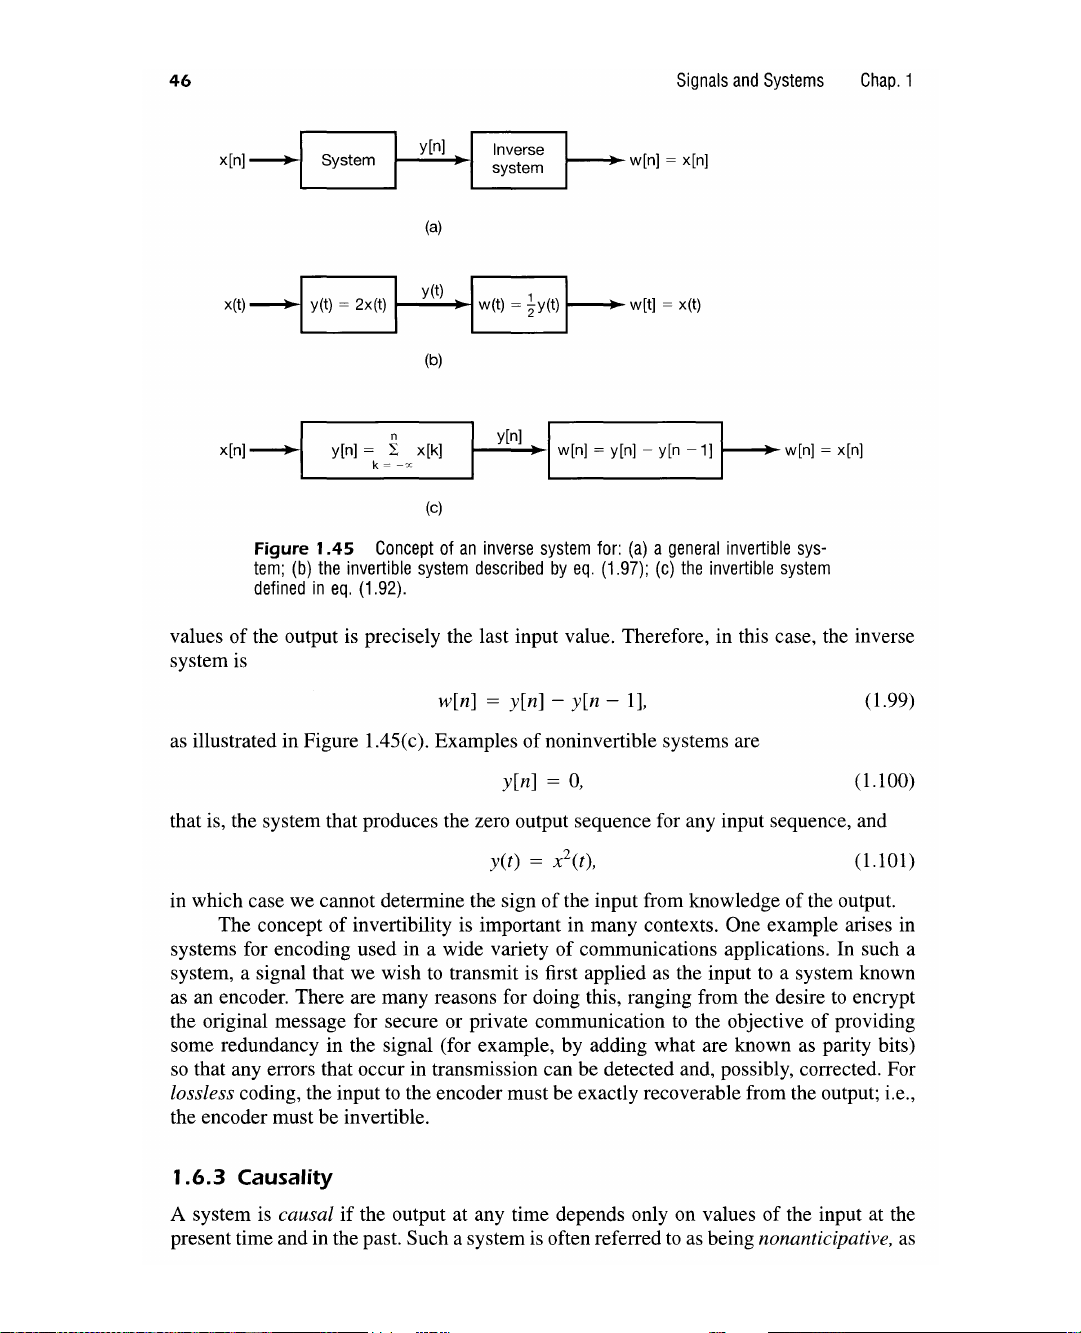 46 Signals and Systems Chap. 1
x[n] System y[n] Inverse system w[n] = x[n]
(a)
x(t) y(t) = 2x(t) y(t) w(t) = 1/2 y(t) w[t] = x(t)
(b)
x[n] y[n] = Σ x[k] y[n] w[n] = y[n] − y[n − 1] w[n] = x[n]
n
k = −∞
(c)
Figure 1.45 Concept of an inverse system for: (a) a general invertible sys-
tem; (b) the invertible system described by eq. (1.97); (c) the invertible system
defined in eq. (1.92).
values of the output is precisely the last input value. Therefore, in this case, the inverse
system is
w[n] = y[n] − y[n − 1], (1.99)
as illustrated in Figure 1.45(c). Examples of noninvertible systems are
y[n] = 0, (1.100)
that is, the system that produces the zero output sequence for any input sequence, and
y(t) = x²(t), (1.101)
in which case we cannot determine the sign of the input from knowledge of the output.
The concept of invertibility is important in many contexts. One example arises in
systems for encoding used in a wide variety of communications applications. In such a
system, a signal that we wish to transmit is first applied as the input to a system known
as an encoder. There are many reasons for doing this, ranging from the desire to encrypt
the original message for secure or private communication to the objective of providing
some redundancy in the signal (for example, by adding what are known as parity bits)
so that any errors that occur in transmission can be detected and, possibly, corrected. For
lossless coding, the input to the encoder must be exactly recoverable from the output; i.e.,
the encoder must be invertible.
1.6.3 Causality
A system is causal if the output at any time depends only on values of the input at the
present time and in the past. Such a system is often referred to as being nonanticipative, as